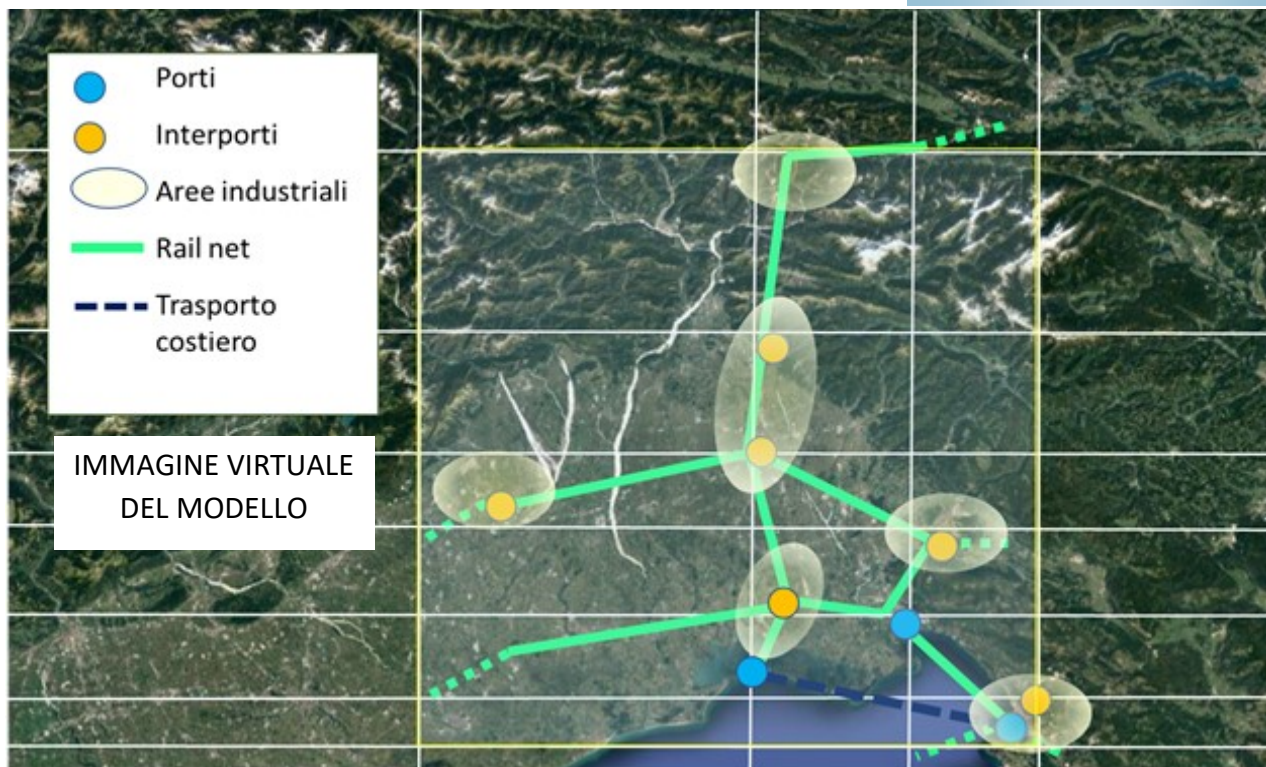 Porti
Interporti
Aree industriali
Rail net
Trasporto
costiero
IMMAGINE VIRTUALE
DEL MODELLO